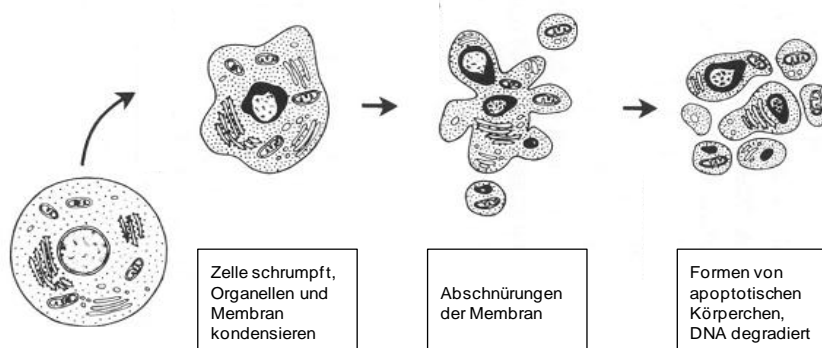 Zelle schrumpft,
Organellen und
Membran
kondensieren
Abschnürungen
der Membran
Formen von
apoptotischen
Körperchen,
DNA degradiert